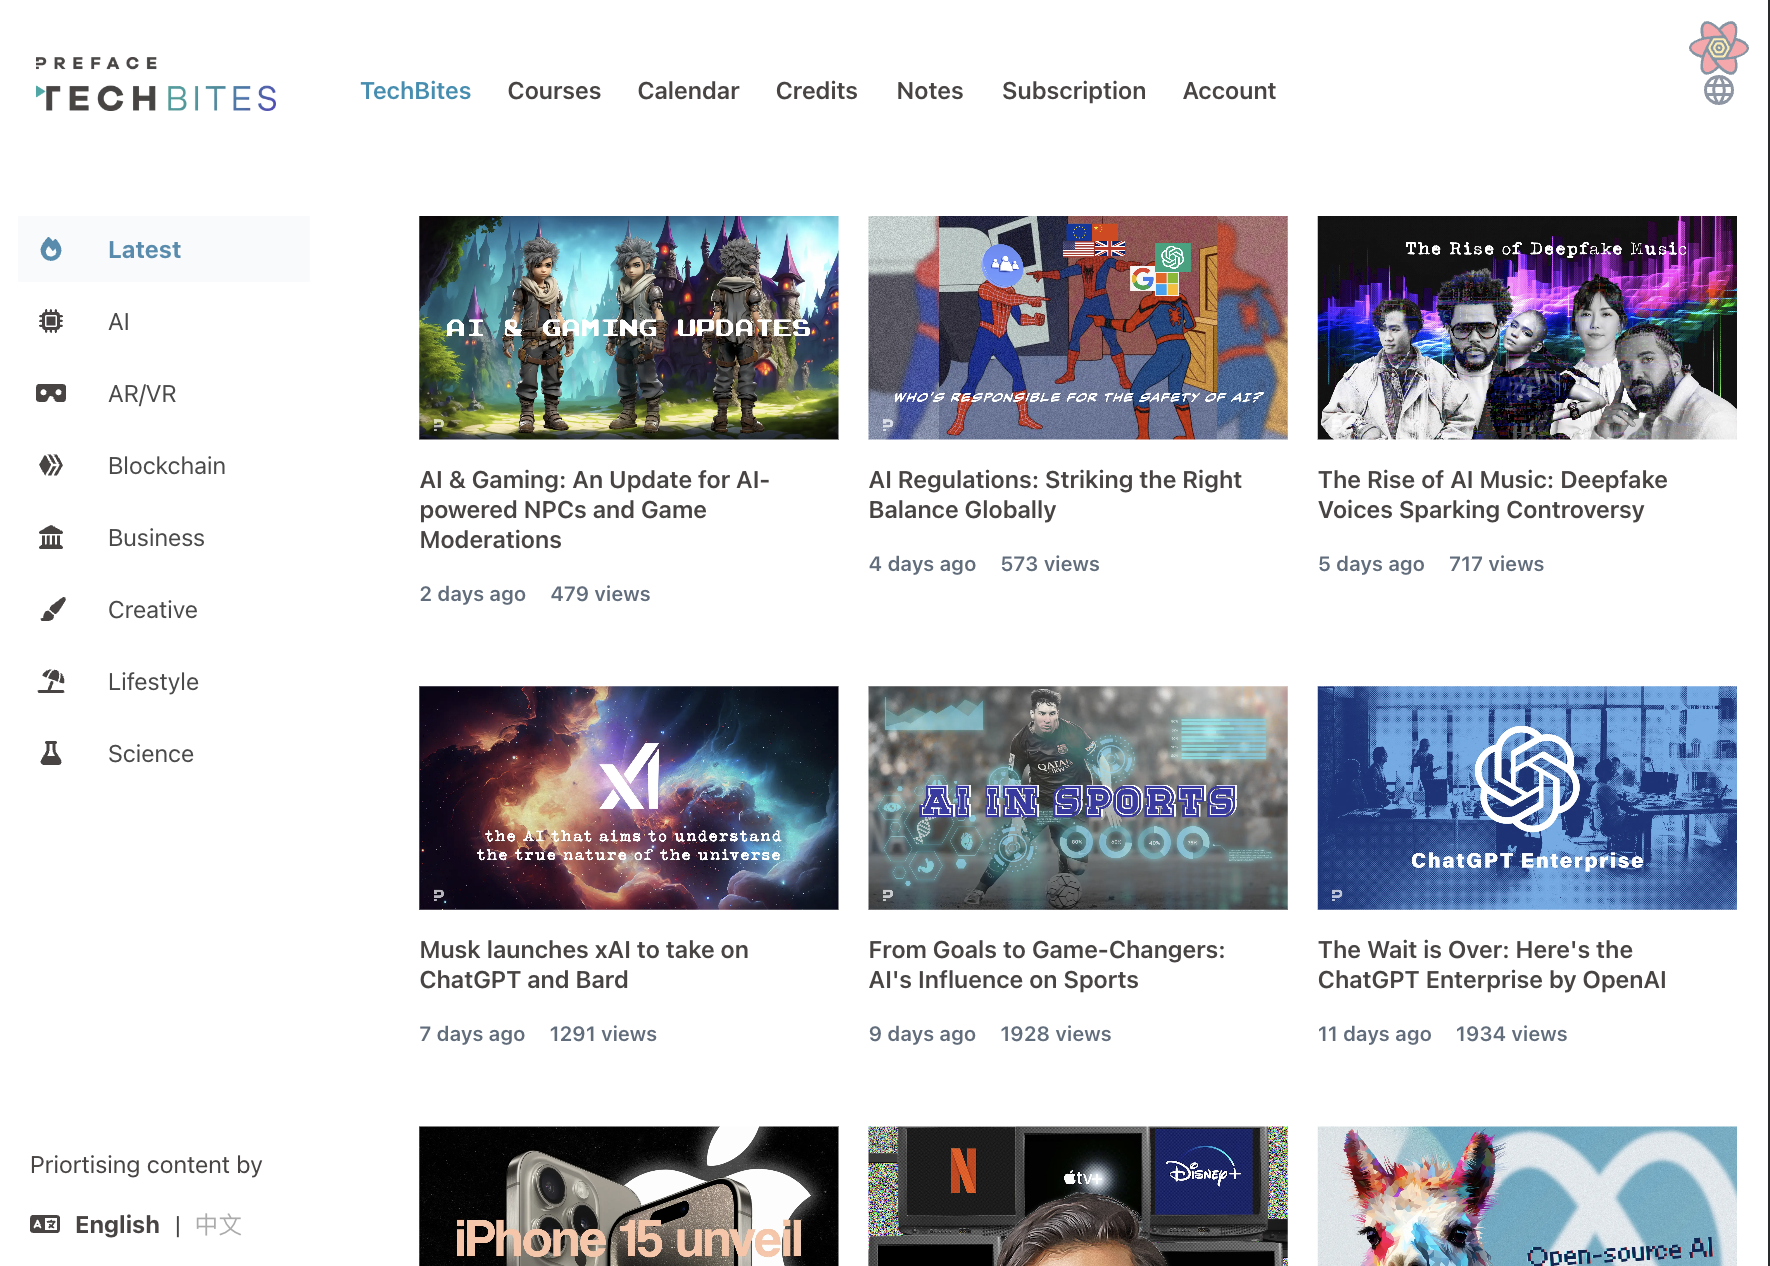 PREFACE
TECHBITES
TechBites Courses Calendar Credits Notes Subscription Account
Latest
AI
AR/VR
Blockchain
Business
Creative
Lifestyle
Science
Priortising content by
English | 中文
AI & GAMING UPDATES
AI & Gaming: An Update for AI-
powered NPCs and Game
Moderations
2 days ago 479 views
WHO'S RESPONSIBLE FOR THE SAFETY OF AI?
AI Regulations: Striking the Right
Balance Globally
4 days ago 573 views
The Rise of Deepfake Music
The Rise of AI Music: Deepfake
Voices Sparking Controversy
5 days ago 717 views
xAI
the AI that aims to understand
the true nature of the universe
Musk launches xAI to take on
ChatGPT and Bard
7 days ago 1291 views
QATAR
AI IN SPORTS
From Goals to Game-Changers:
AI's Influence on Sports
9 days ago 1928 views
ChatGPT Enterprise
The Wait is Over: Here's the
ChatGPT Enterprise by OpenAI
11 days ago 1934 views
iPhone 15 unveil
N
tv+
Disney+
Open-source AI